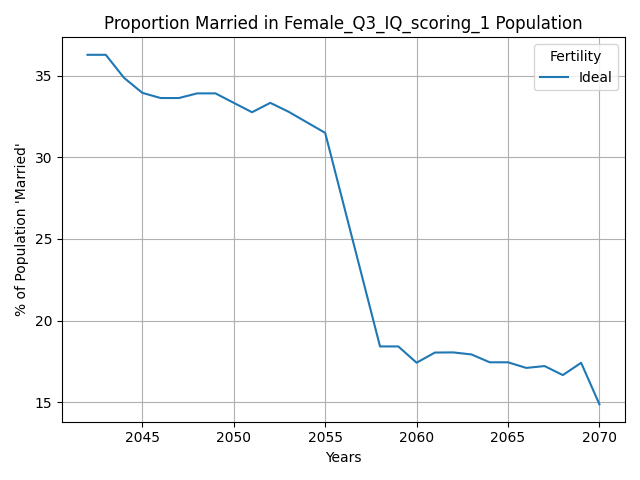 Proportion Married in Female_Q3_IQ_scoring_1 Population
Fertility
Ideal
% of Population 'Married'
35
30
25
20
15
2045 2050 2055 2060 2065 2070
Years